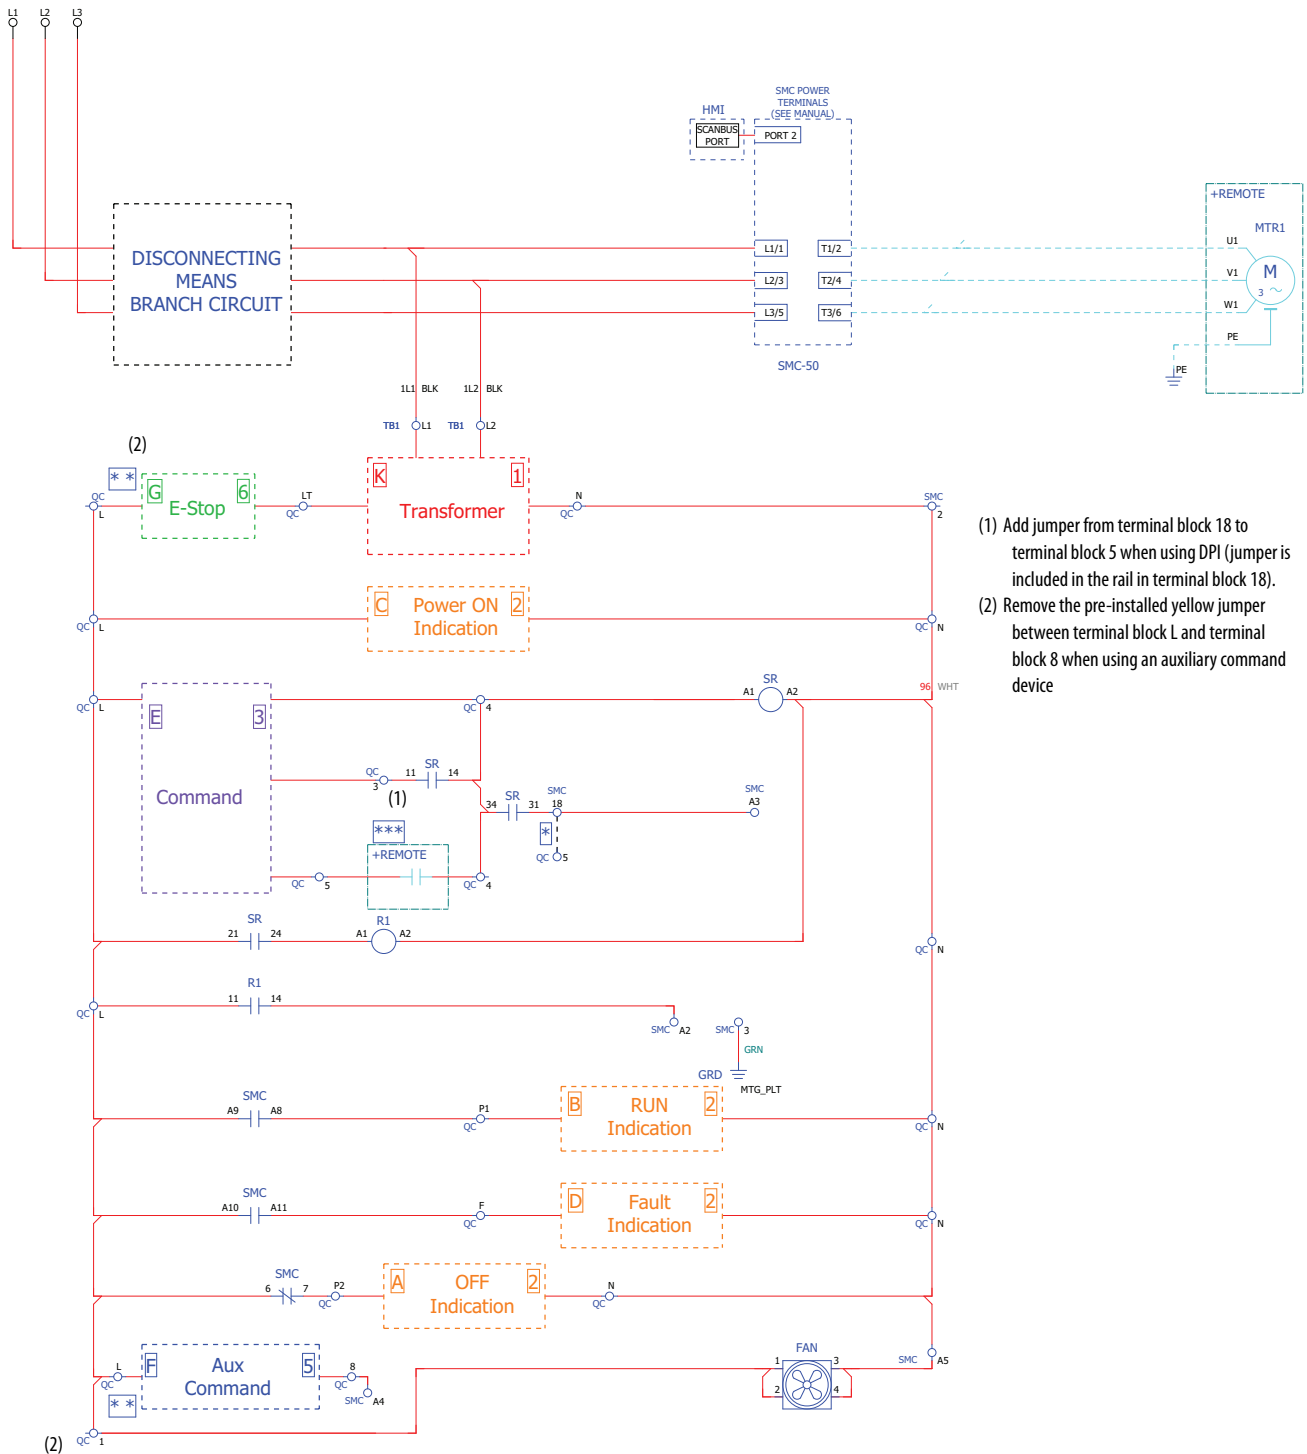 L1 L2 L3
SMC POWER
TERMINALS
(SEE MANUAL)
HMI
SCANBUS
PORT
PORT 2
+REMOTE
MTR1
DISCONNECTING
MEANS
BRANCH CIRCUIT
L1/1 T1/2 U1
L2/3 T2/4 V1 M
3 ~
L3/5 T3/6 W1
PE
SMC-50
PE
1L1 BLK 1L2 BLK
TB1 L1 TB1 L2
(2)
**
G 6
E-Stop
K 1
Transformer
QC L
LT QC
N QC
SMC 2
(1) Add jumper from terminal block 18 to
terminal block 5 when using DPI (jumper is
included in the rail in terminal block 18).
(2) Remove the pre-installed yellow jumper
between terminal block L and terminal
block 8 when using an auxiliary command
device
C Power ON 2
Indication
QC L
QC N
QC L
E 3
Command
QC 4
SR
A1 A2
96 WHT
QC 3
SR
11 14
(1)
***
+REMOTE
SR
34 31
SMC
18
*
QC 5
SMC
A3
QC 5
QC 4
SR
21 24
R1
A1 A2
QC N
R1
11 14
QC L
SMC A2
SMC 3
GRN
GRD
MTG_PLT
SMC
A9 A8
P1
QC
B RUN 2
Indication
QC N
SMC
A10 A11
F
QC
D Fault 2
Indication
QC N
SMC
6 7
P2
QC
A OFF 2
Indication
N
QC
L
QC
**
F Aux 5
Command
8
QC
SMC A4
FAN
1 3
2 4
SMC A5
(2) QC 1